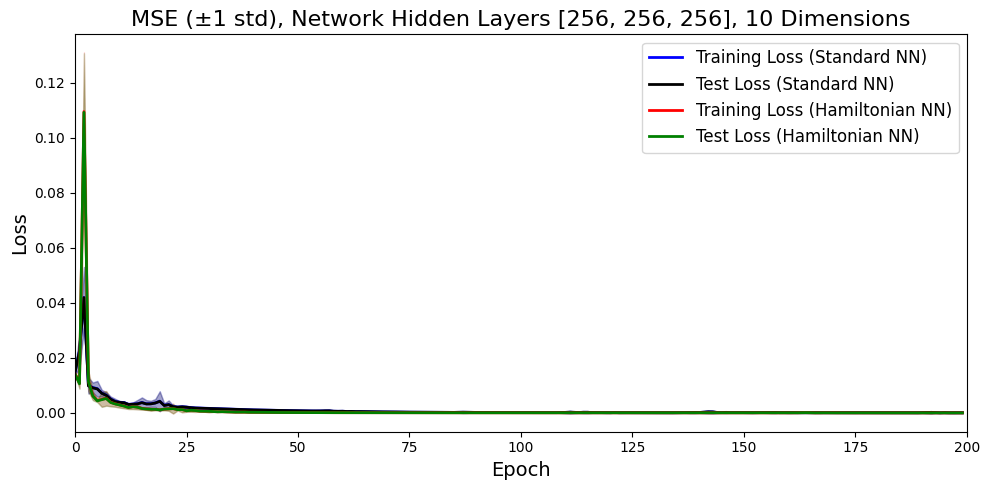 MSE (±1 std), Network Hidden Layers [256, 256, 256], 10 Dimensions
Training Loss (Standard NN)
Test Loss (Standard NN)
Training Loss (Hamiltonian NN)
Test Loss (Hamiltonian NN)
Loss
0.12
0.10
0.08
0.06
0.04
0.02
0.00
0 25 50 75 100 125 150 175 200
Epoch